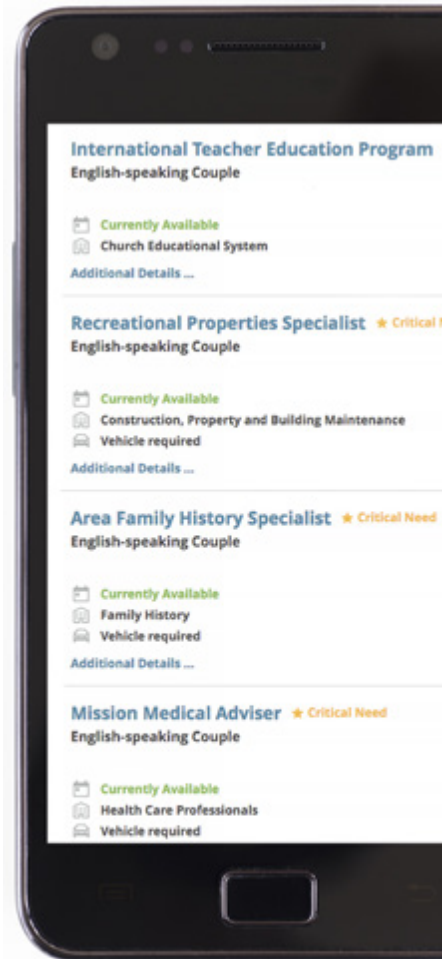 International Teacher Education Program
English-speaking Couple
Currently Available
Church Educational System
Additional Details ...
Recreational Properties Specialist ★ Critical
English-speaking Couple
Currently Available
Construction, Property and Building Maintenance
Vehicle required
Additional Details ...
Area Family History Specialist ★ Critical Need
English-speaking Couple
Currently Available
Family History
Vehicle required
Additional Details ...
Mission Medical Adviser ★ Critical Need
English-speaking Couple
Currently Available
Health Care Professionals
Vehicle required